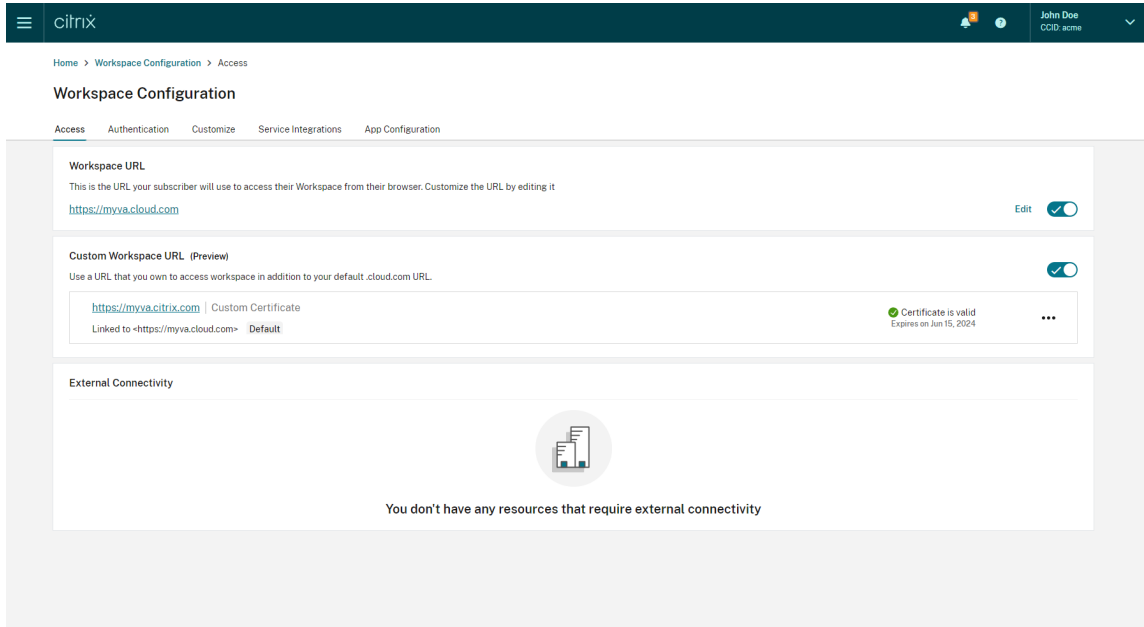 citrix
3
?
John Doe
CCID: acme
Home > Workspace Configuration > Access
Workspace Configuration
Access Authentication Customize Service Integrations App Configuration
Workspace URL
This is the URL your subscriber will use to access their Workspace from their browser. Customize the URL by editing it
https://myva.cloud.com
Edit
Custom Workspace URL (Preview)
Use a URL that you own to access workspace in addition to your default .cloud.com URL.
https://myva.citrix.com | Custom Certificate
Linked to <https://myva.cloud.com> Default
Certificate is valid
Expires on Jun 15, 2024
External Connectivity
You don't have any resources that require external connectivity